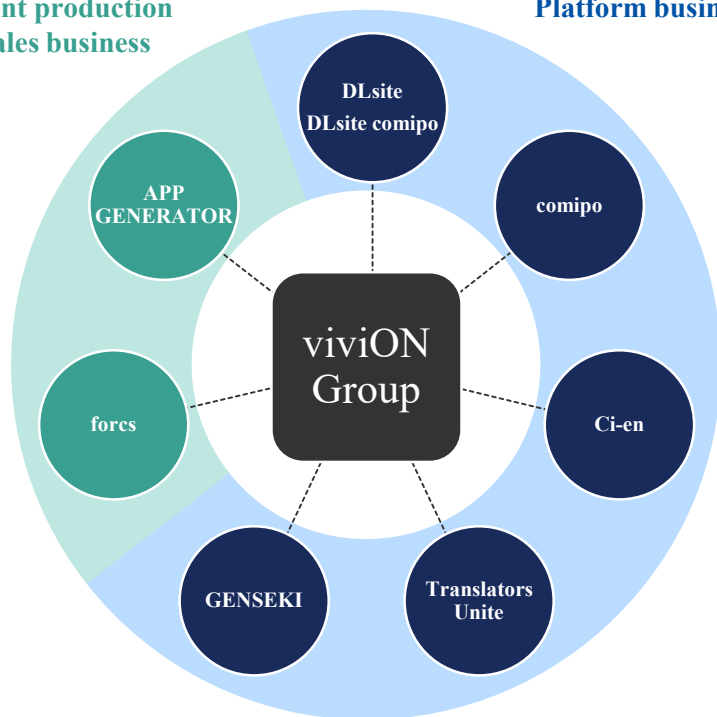 production
ales business
Platform busin
DLsite
DLsite comipo
APP
GENERATOR
comipo
viviON
Group
forcs
Ci-en
GENSEKI
Translators
Unite